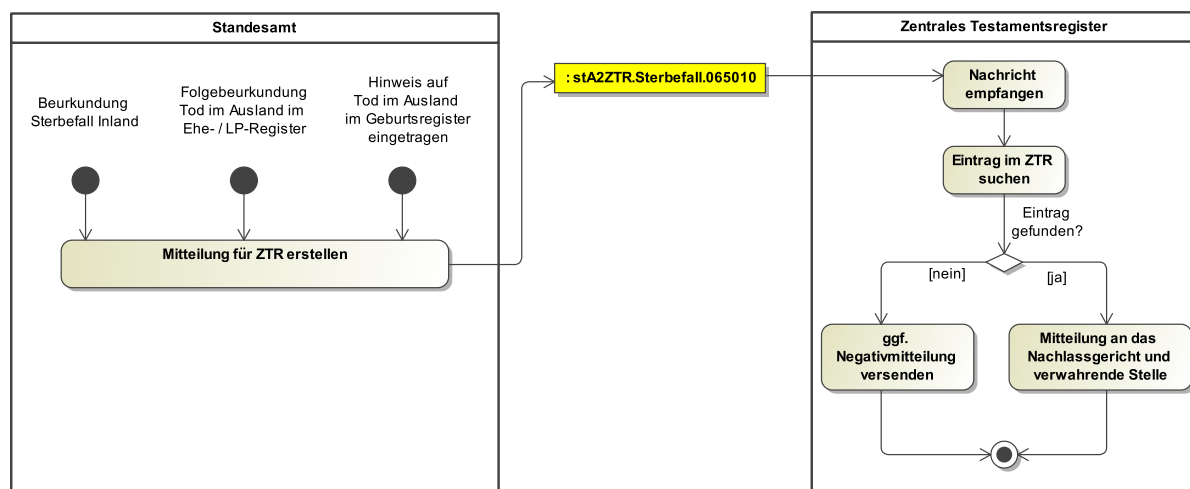 Standesamt
Beurkundung
Sterbefall Inland
Folgebeurkundung
Tod im Ausland im
Ehe- / LP-Register
Hinweis auf
Tod im Ausland
im Geburtsregister
eingetragen
Mitteilung für ZTR erstellen
: stA2ZTR.Sterbefall.065010
Zentrales Testamentsregister
Nachricht
empfangen
Eintrag im ZTR
suchen
Eintrag
gefunden?
[nein]
[ja]
ggf.
Negativmitteilung
versenden
Mitteilung an das
Nachlassgericht und
verwahrende Stelle